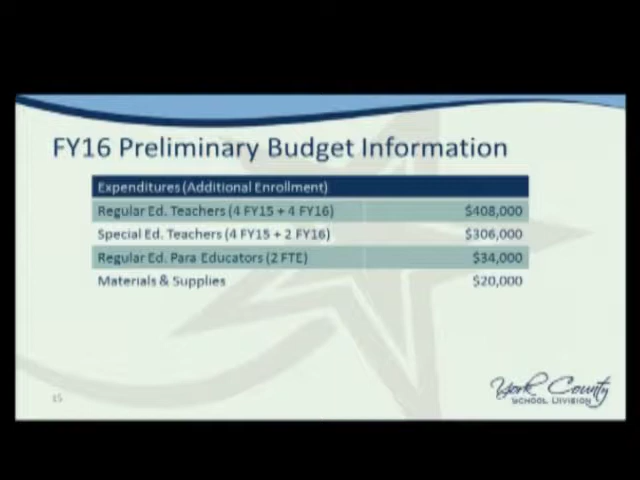 FY16 Preliminary Budget Information
Expenditures (Additional Enrollment)
Regular Ed. Teachers (4 FY15 + 4 FY16) $408,000
Special Ed. Teachers (4 FY15 + 2 FY16) $306,000
Regular Ed. Para Educators (2 FTE) $34,000
Materials & Supplies $20,000
15
York County
SCHOOL DIVISION